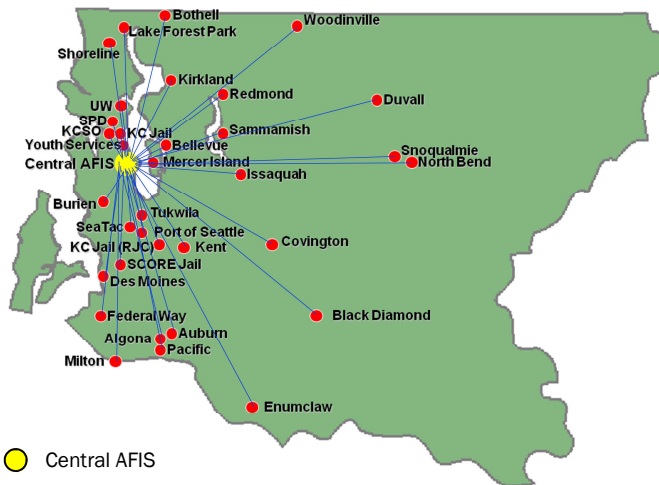 Bothell
Lake Forest Park
Woodinville
Shoreline
Kirkland
Redmond
Duvall
UW
SPD
KCSO
KC Jail
Sammamish
Youth Services
Bellevue
Snoqualmie
Central AFIS
Mercer Island
North Bend
Issaquah
Burien
Tukwila
SeaTac
Port of Seattle
KC Jail (RJC)
Kent
Covington
SCORE Jail
Des Moines
Federal Way
Black Diamond
Auburn
Algona
Pacific
Milton
Enumclaw
Central AFIS